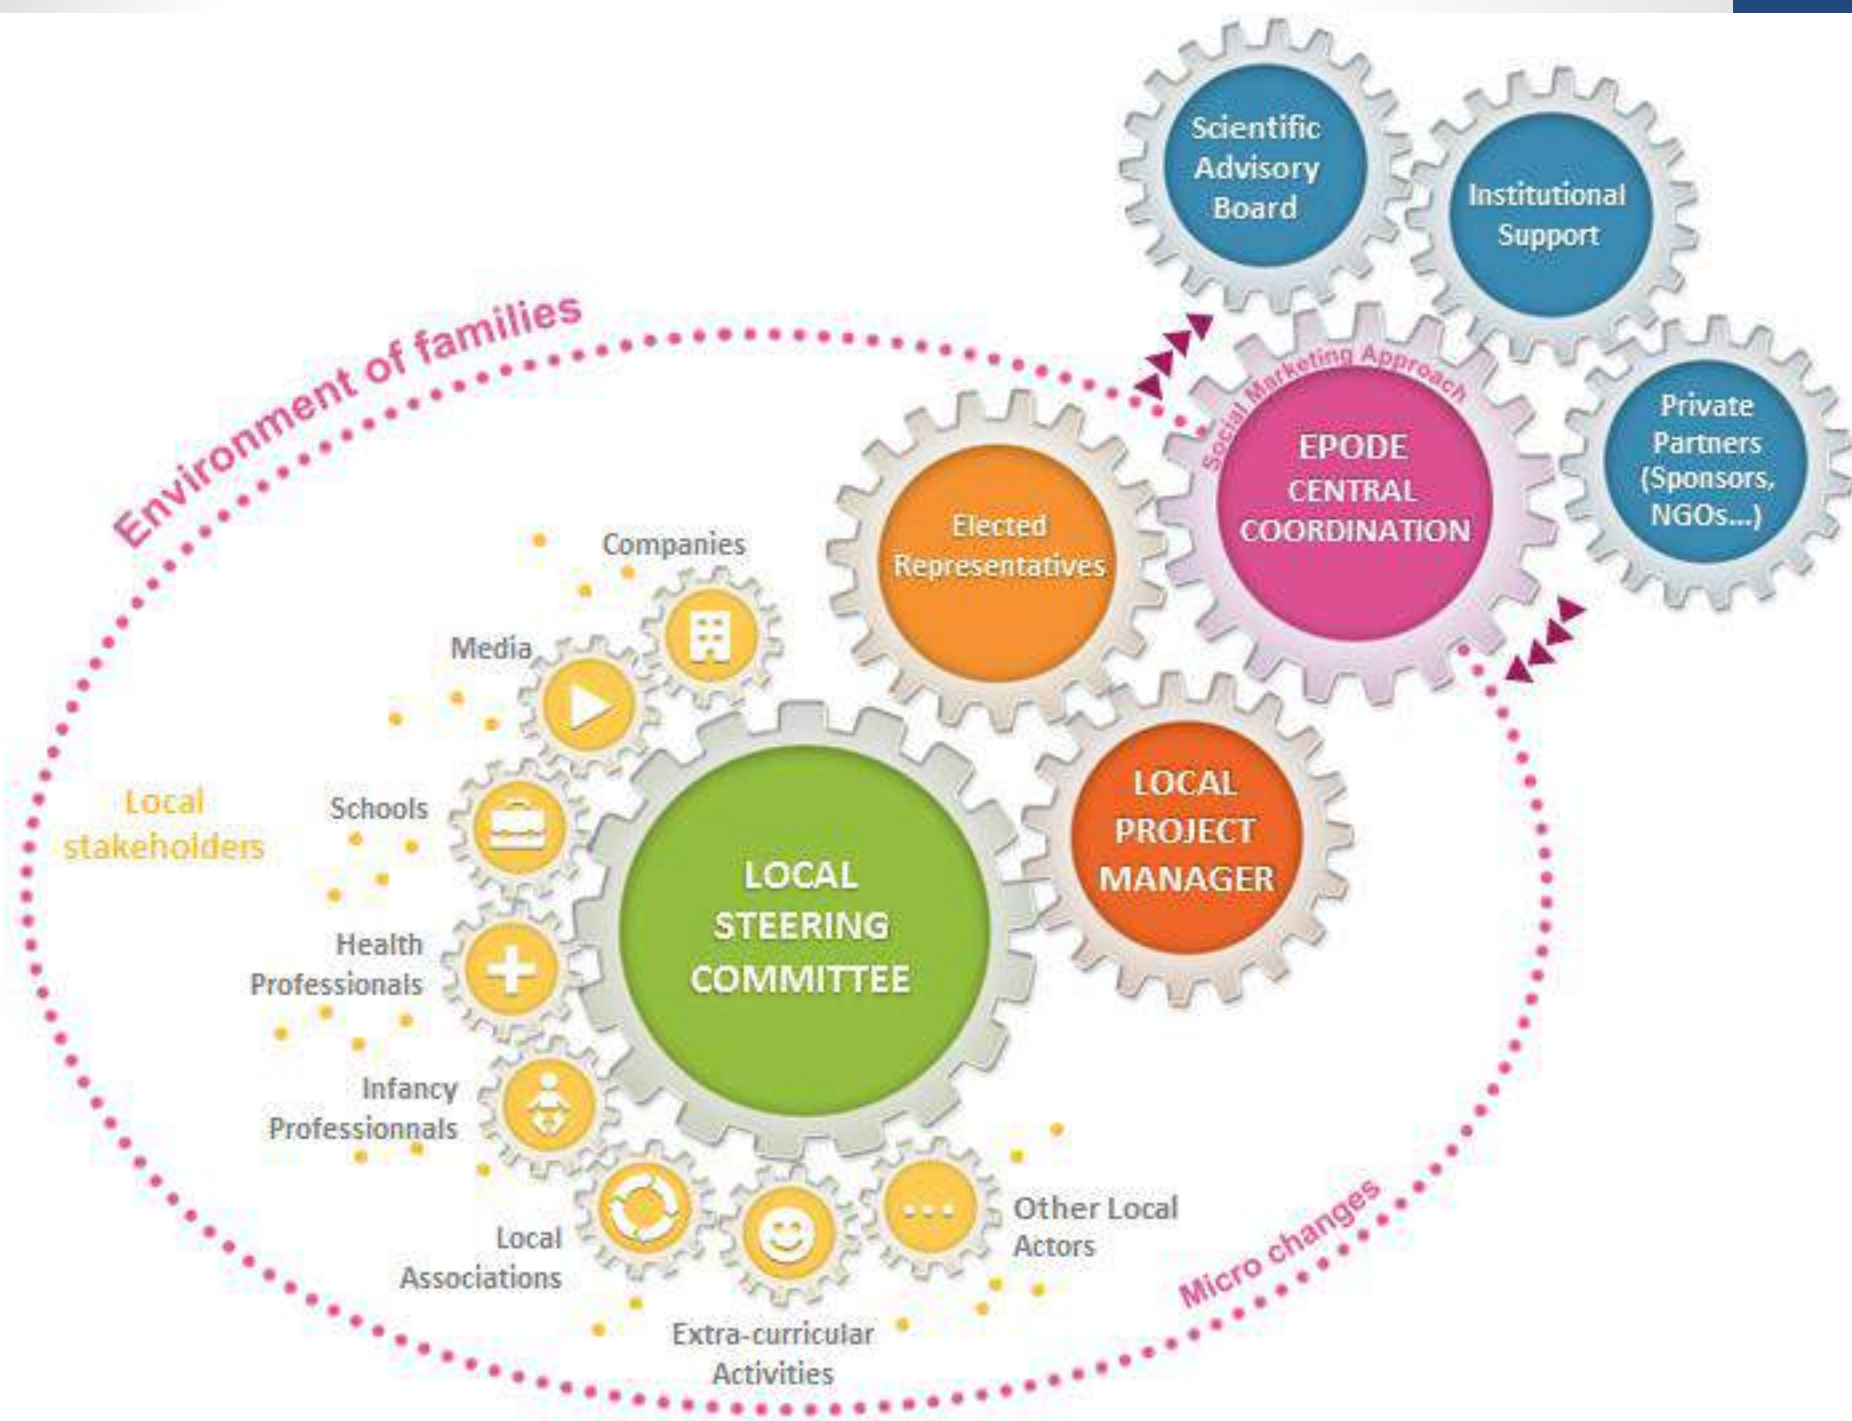 Scientific
Advisory
Board
Institutional
Support
Environment of families
Social Marketing Approach
Private
Partners
(Sponsors,
NGOs...)
EPODE
CENTRAL
COORDINATION
Elected
Representatives
Companies
Media
LOCAL
PROJECT
MANAGER
Local
stakeholders
Schools
LOCAL
STEERING
COMMITTEE
Health
Professionals
Infancy
Professionnals
Local
Associations
Extra-curricular
Activities
Other Local
Actors
Micro changes